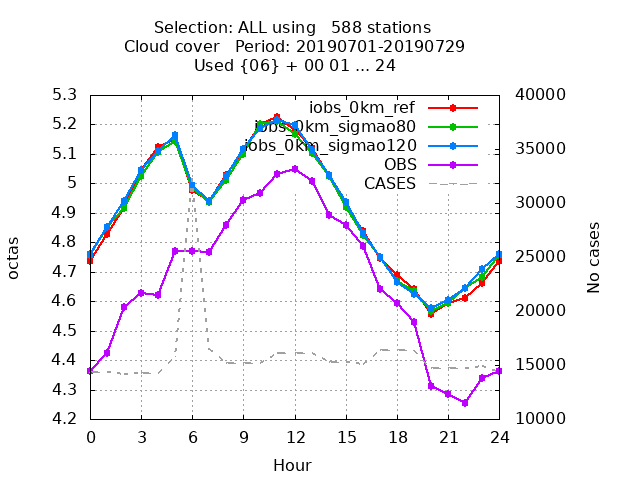 Selection: ALL using   588 stations
Cloud cover   Period: 20190701-20190729
Used {06} + 00 01 ... 24
5.3
5.2
5.1
5
4.9
4.8
4.7
4.6
4.5
4.4
4.3
4.2
octas
iobs_0km_ref
iobs_0km_sigmao80
iobs_0km_sigmao120
OBS
CASES
40000
35000
30000
25000
20000
15000
10000
No cases
0 3 6 9 12 15 18 21 24
Hour